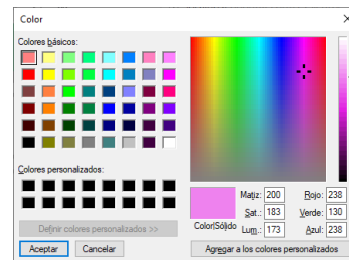 Color
Colores básicos:
Colores personalizados:
Definir colores personalizados >>
Aceptar
Cancelar
Color|Sólido
Matiz: 200
Sat.: 183
Lum.: 173
Rojo: 238
Verde: 130
Azul: 238
Agregar a los colores personalizados